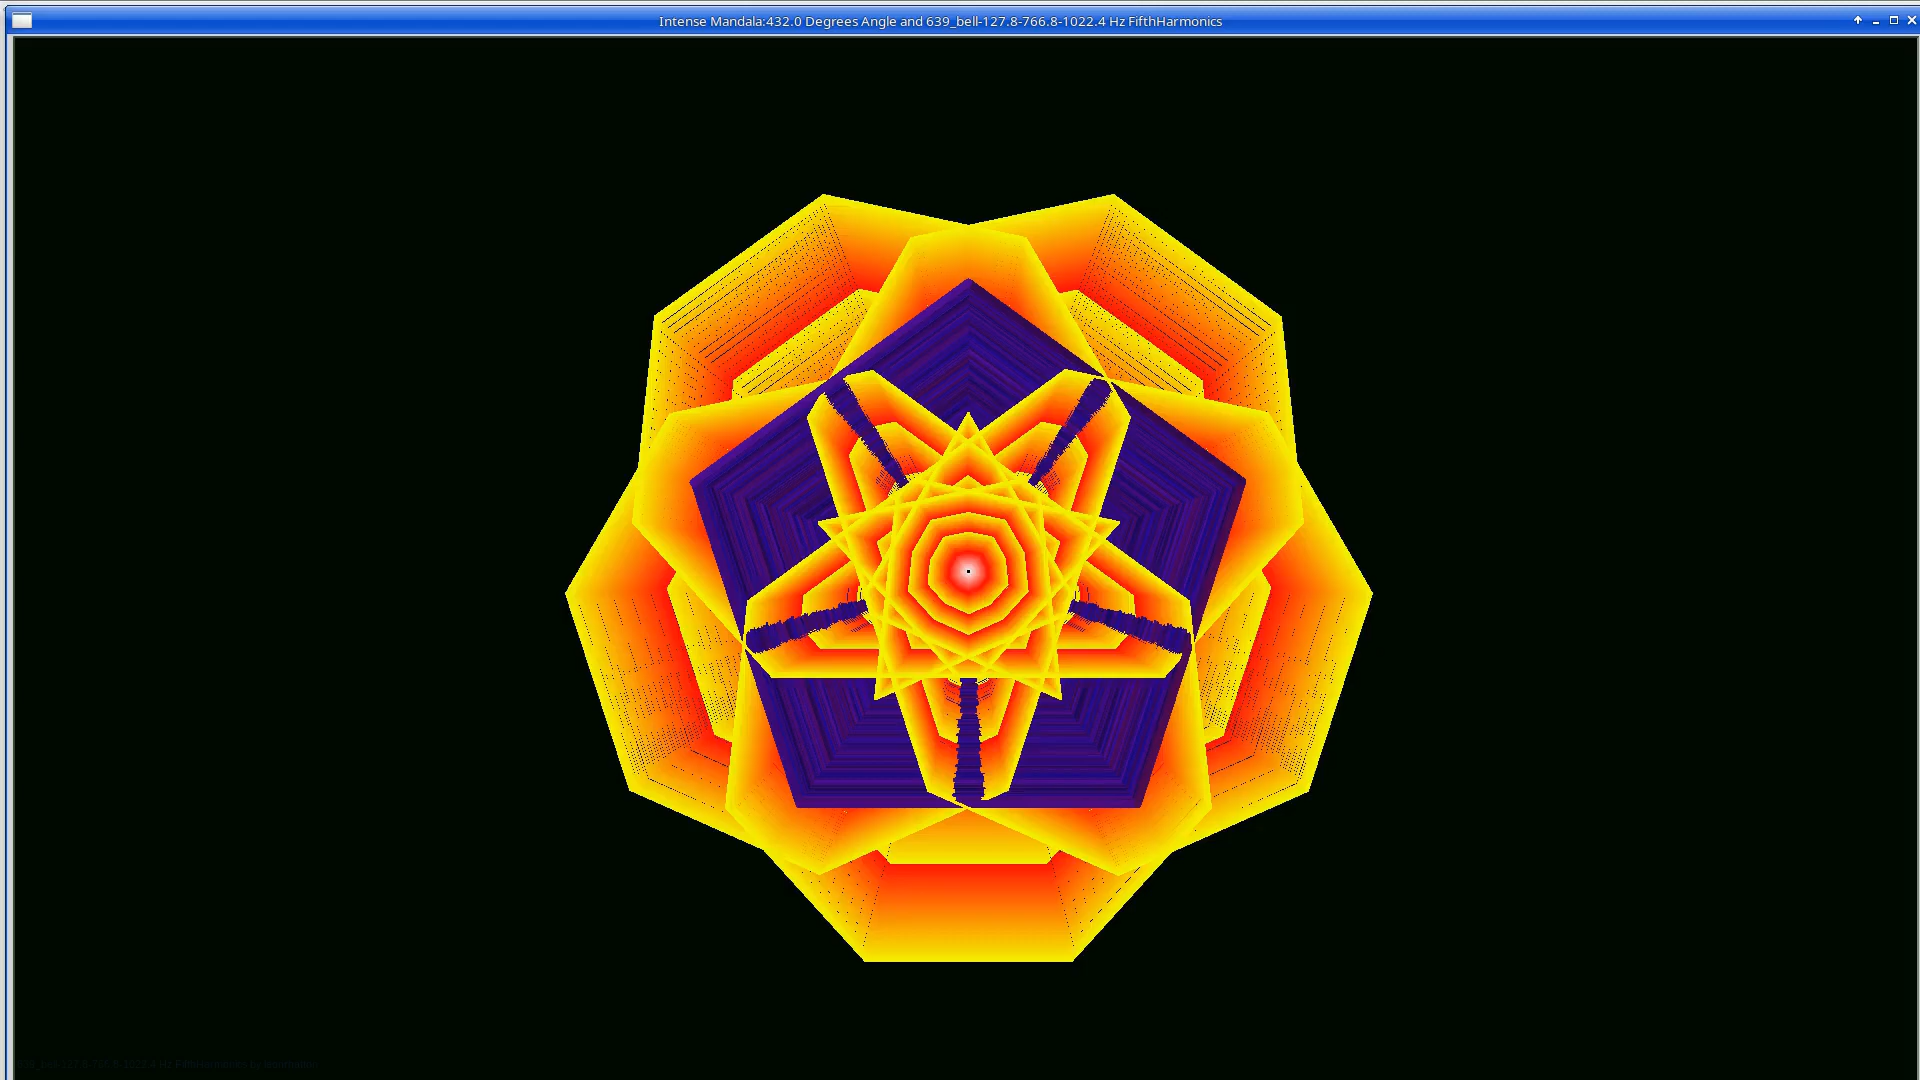 Intense Mandala:432.0 Degrees Angle and 639_bell-127.8-766.8-1022.4 Hz FifthHarmonics